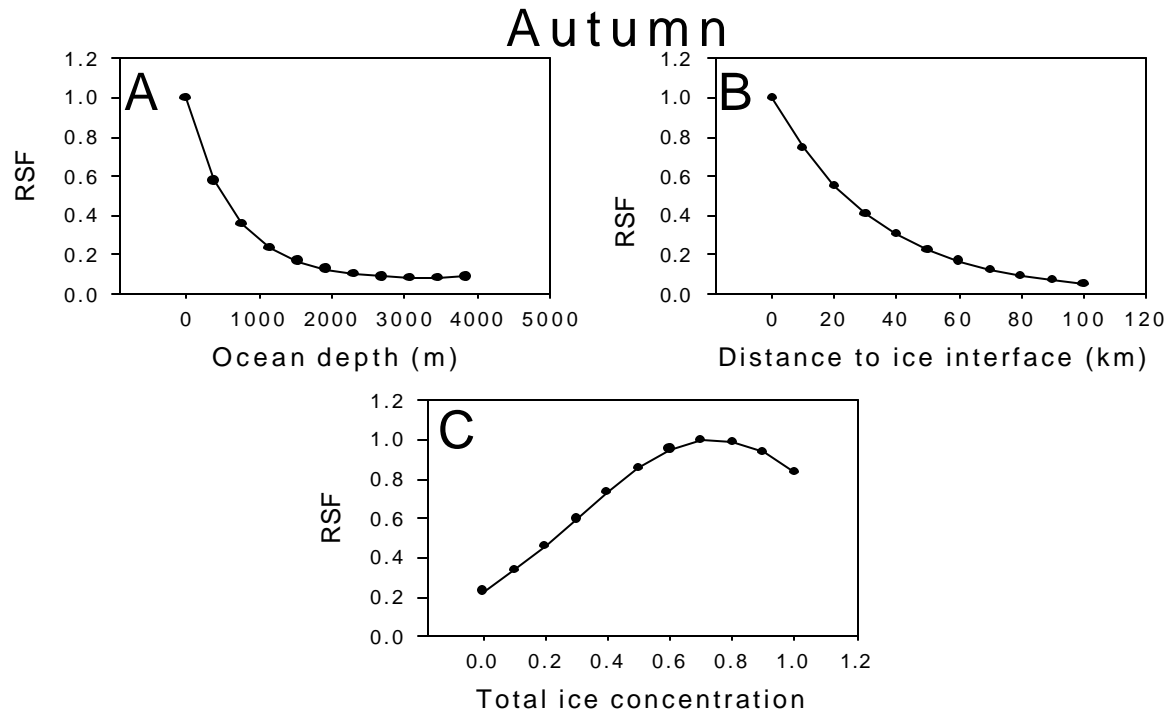 Autumn
A
1.2
1.0
0.8
0.6
0.4
0.2
0.0
RSF
0 1000 2000 3000 4000 5000
Ocean depth (m)
B
1.2
1.0
0.8
0.6
0.4
0.2
0.0
RSF
0 20 40 60 80 100 120
Distance to ice interface (km)
C
1.2
1.0
0.8
0.6
0.4
0.2
0.0
RSF
0.0 0.2 0.4 0.6 0.8 1.0 1.2
Total ice concentration